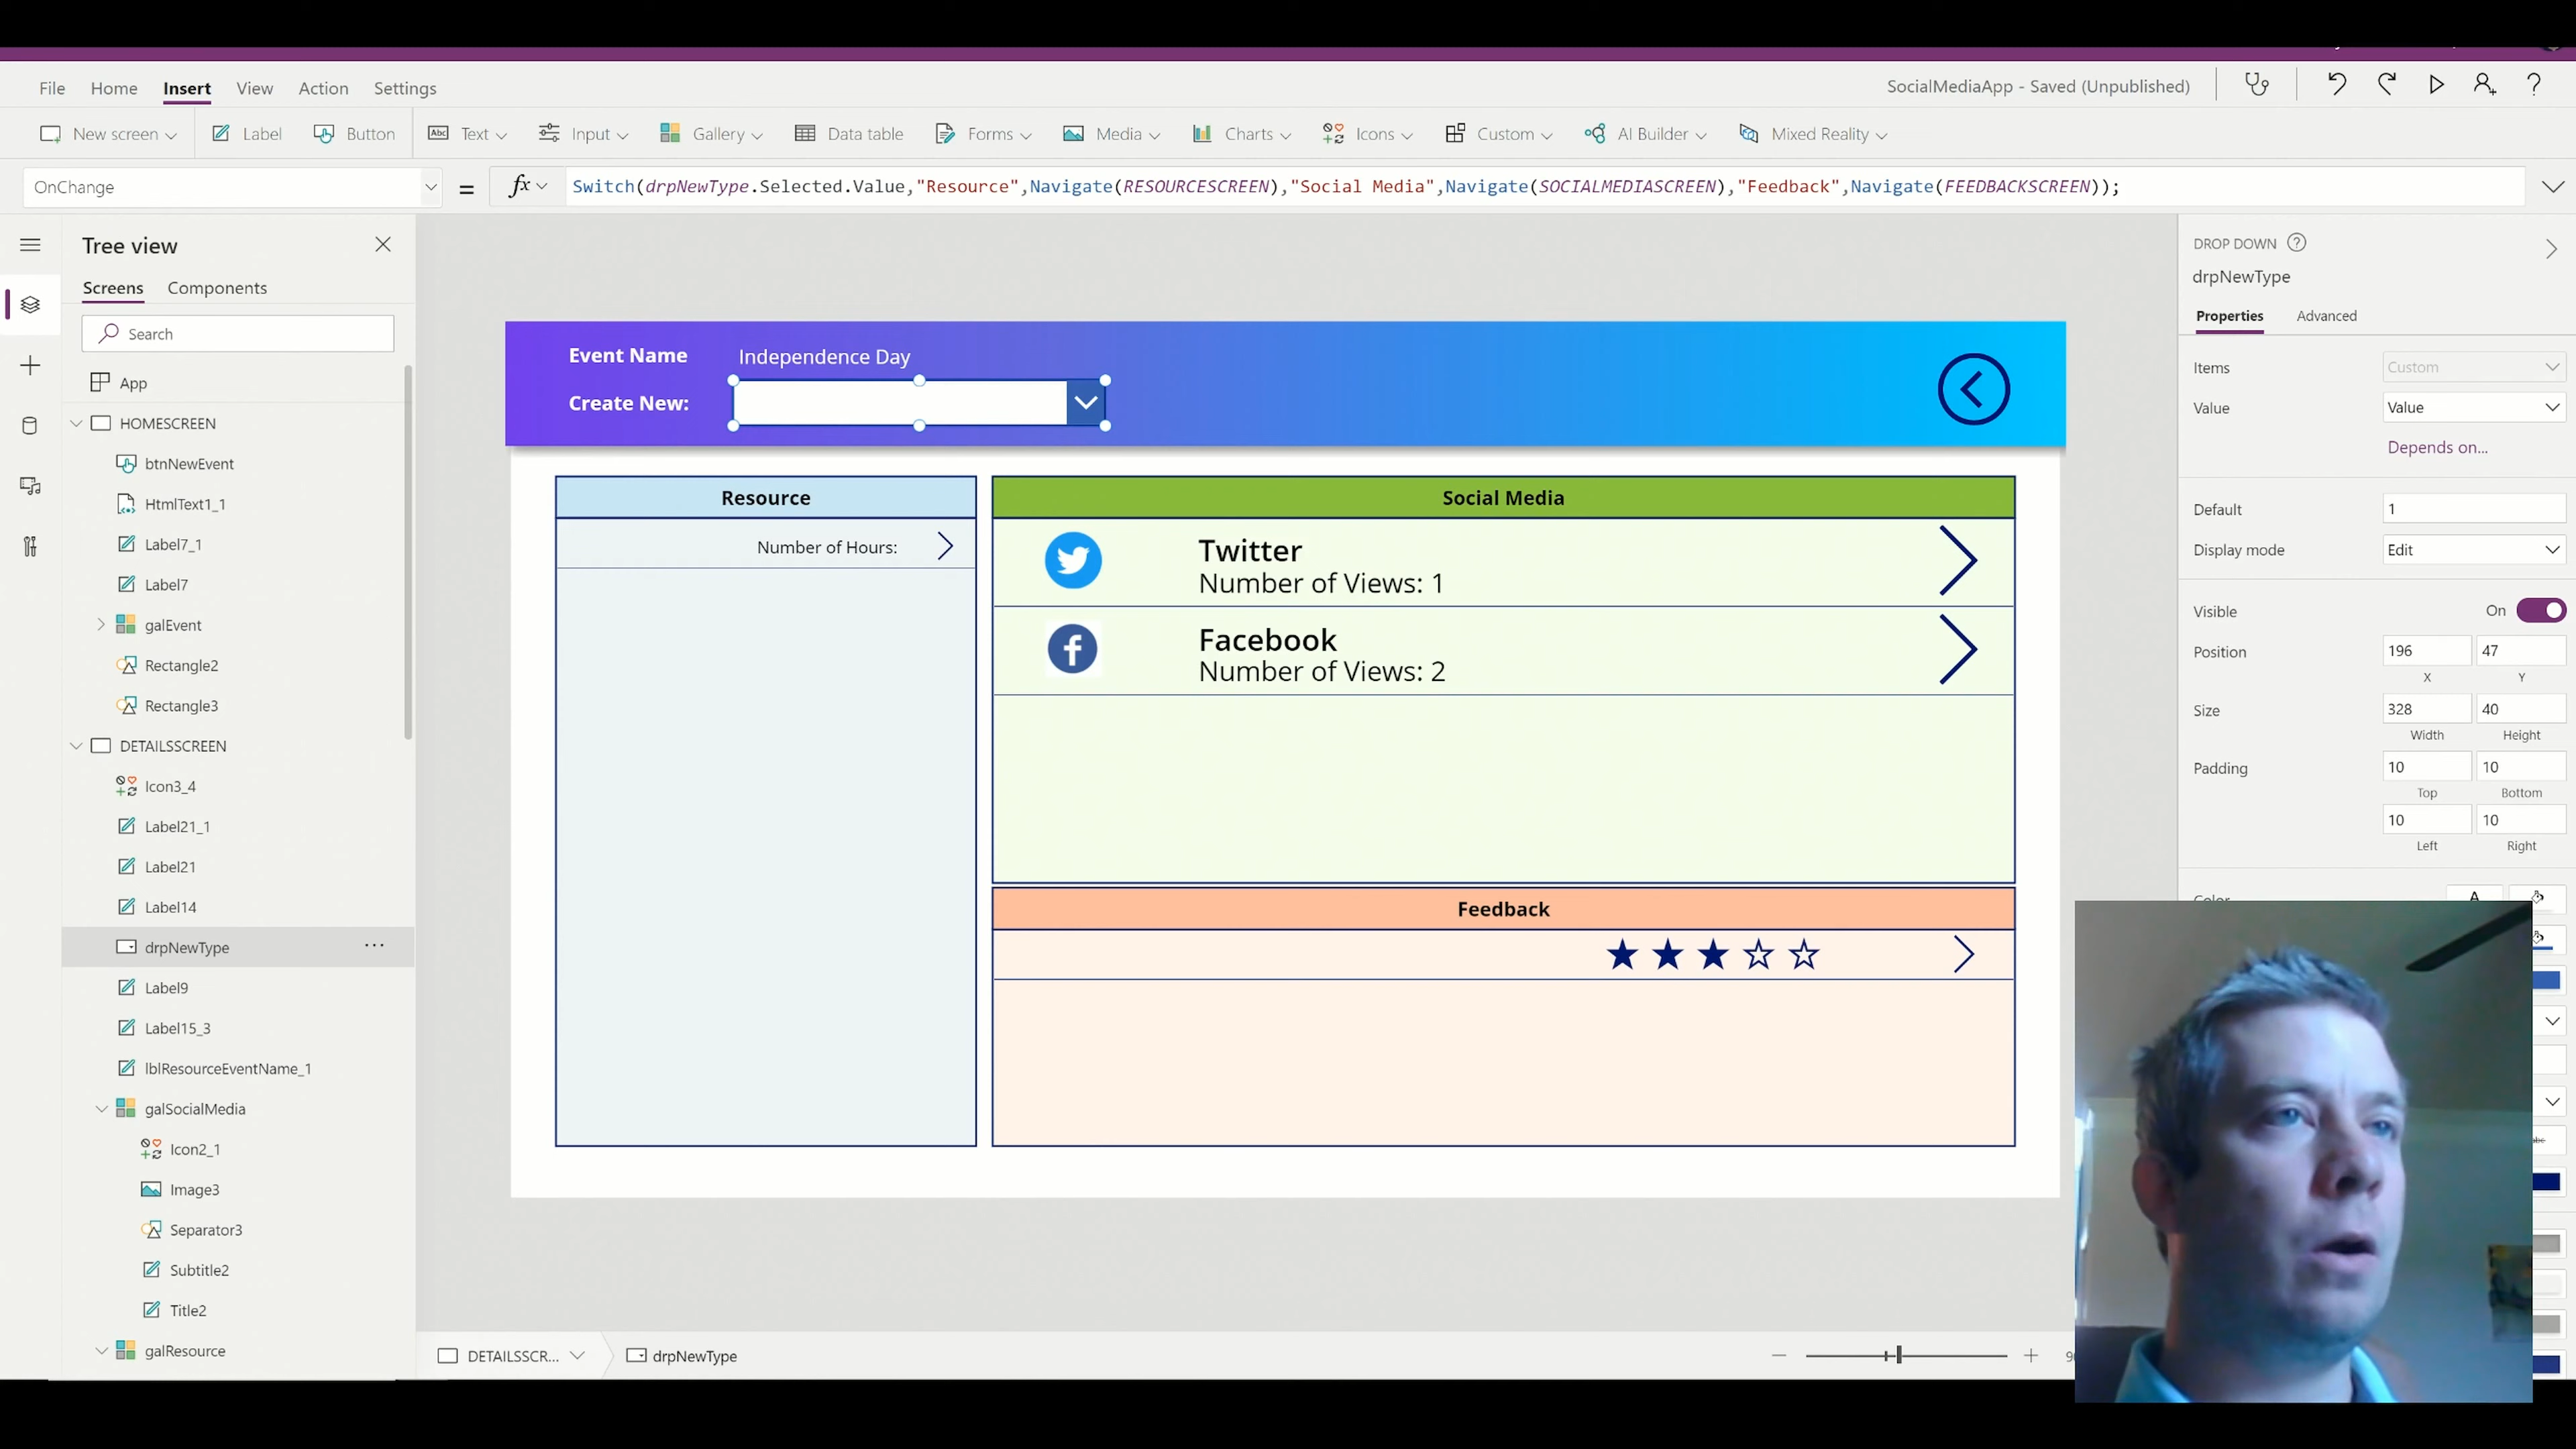 File Home Insert View Action Settings
SocialMediaApp - Saved (Unpublished)
New screen Label Button Text Input Gallery Data table Forms Media Charts Icons Custom AI Builder Mixed Reality
OnChange = fx Switch(drpNewType.Selected.Value,"Resource",Navigate(RESOURCESCREEN),"Social Media",Navigate(SOCIALMEDIASCREEN),"Feedback",Navigate(FEEDBACKSCREEN));
Tree view
Screens Components
Search
App
HOMESCREEN
btnNewEvent
HtmlText1_1
Label7_1
Label7
galEvent
Rectangle2
Rectangle3
DETAILSSCREEN
Icon3_4
Label21_1
Label21
Label14
drpNewType ...
Label9
Label15_3
lblResourceEventName_1
galSocialMedia
Icon2_1
Image3
Separator3
Subtitle2
Title2
galResource
Event Name Independence Day
Create New:
Resource
Number of Hours:
Social Media
Twitter
Number of Views: 1
Facebook
Number of Views: 2
Feedback
DETAILSSCR... drpNewType
DROP DOWN ?
drpNewType
Properties Advanced
Items Custom
Value Value
Depends on...
Default 1
Display mode Edit
Visible On
Position 196 47
X Y
Size 328 40
Width Height
Padding 10 10
Top Bottom
10 10
Left Right